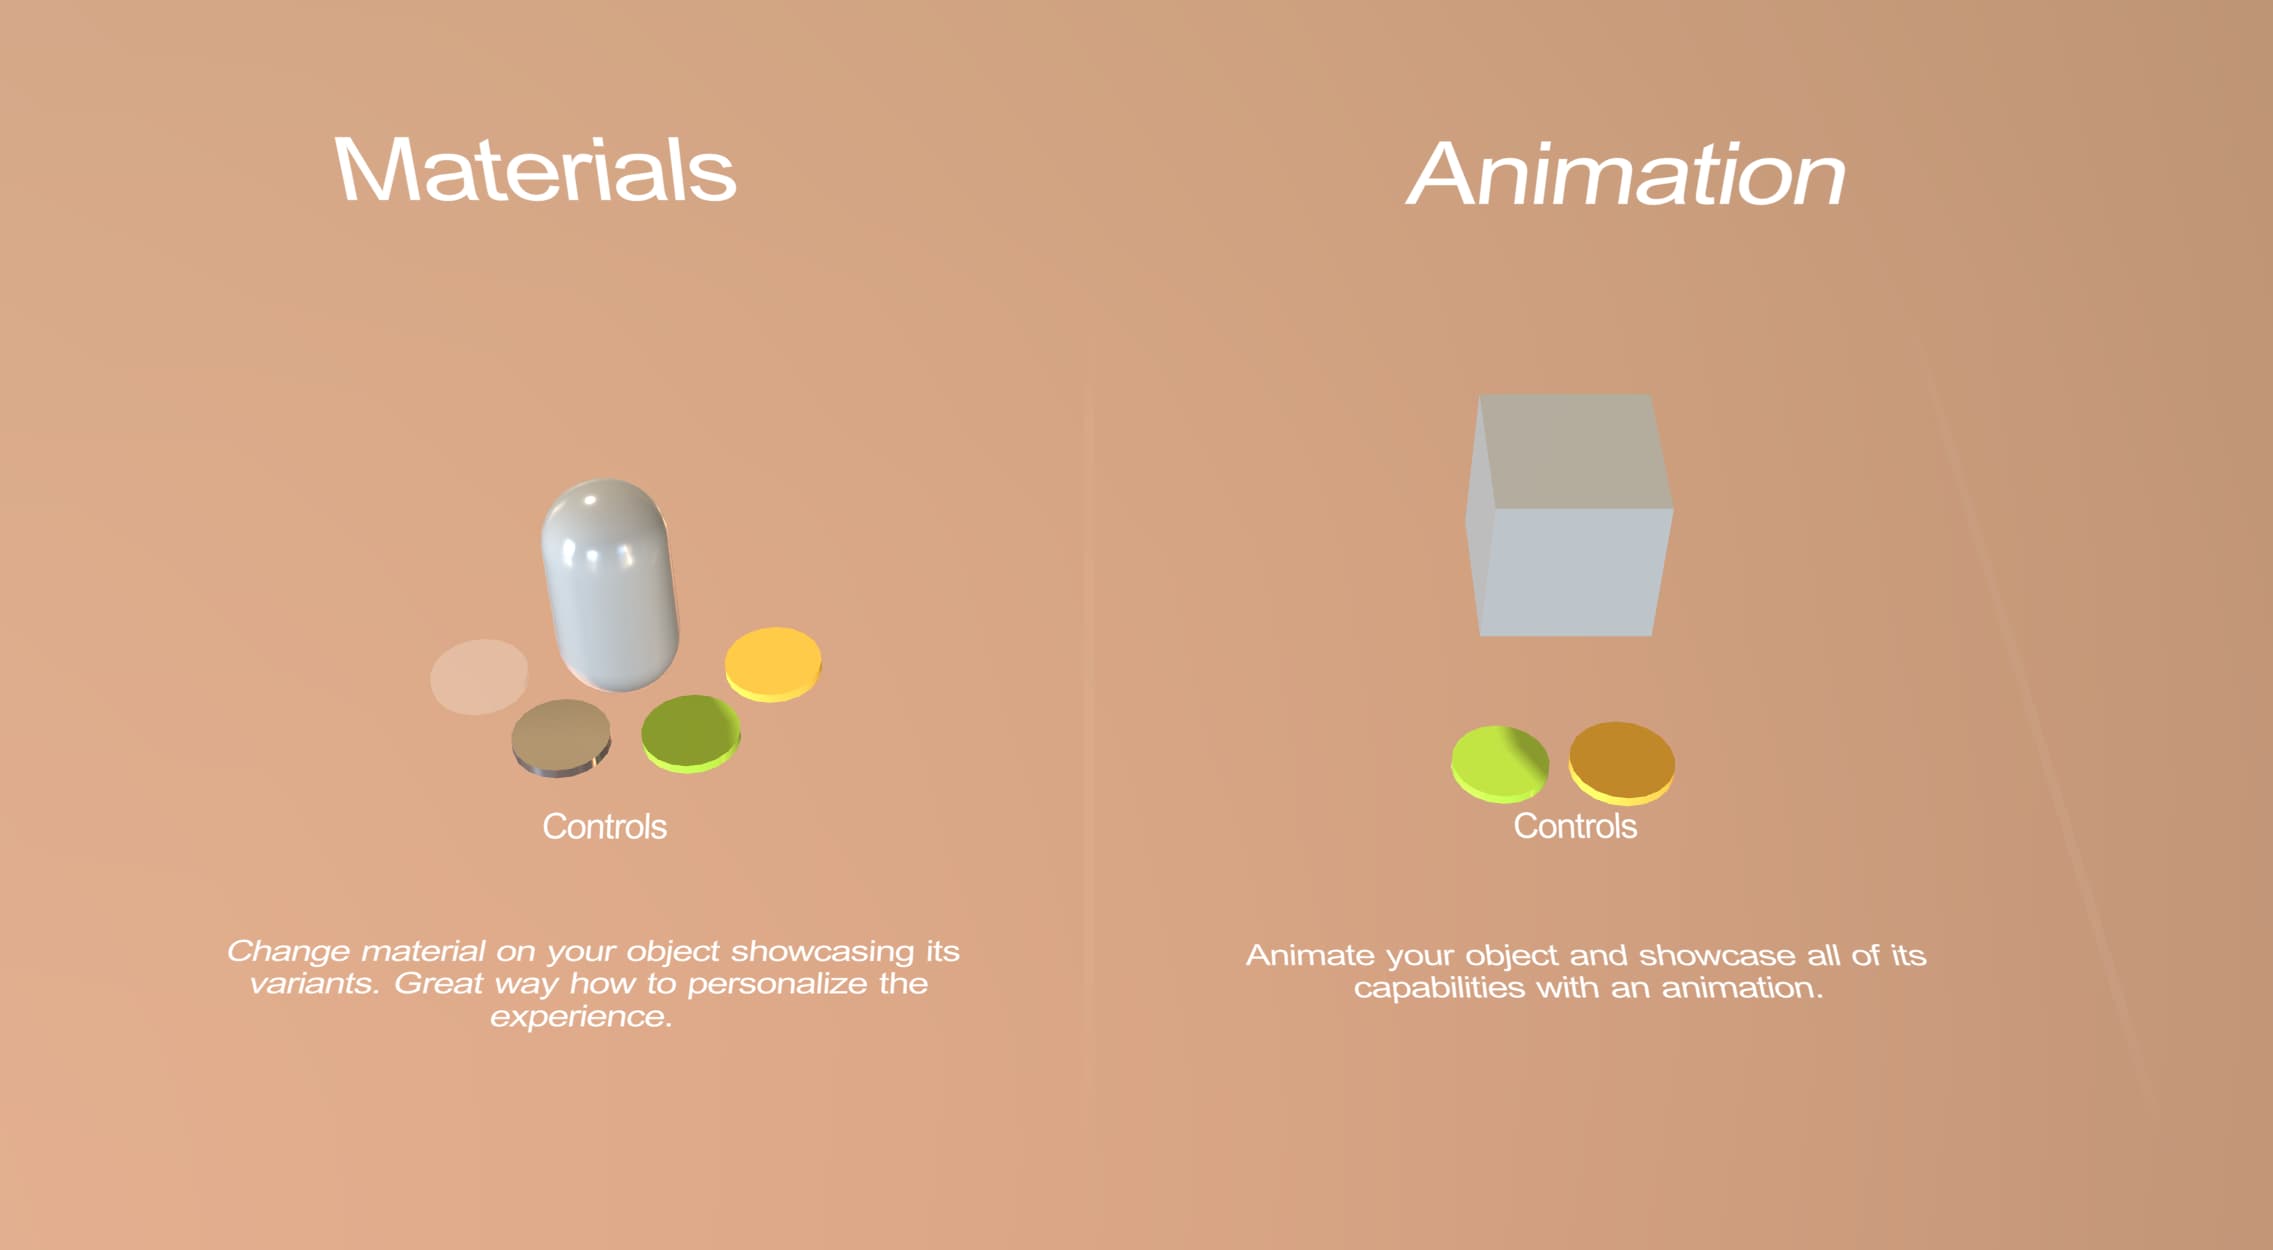 Materials
Animation
Controls
Controls
Change material on your object showcasing its
variants. Great way how to personalize the
experience.
Animate your object and showcase all of its
capabilities with an animation.